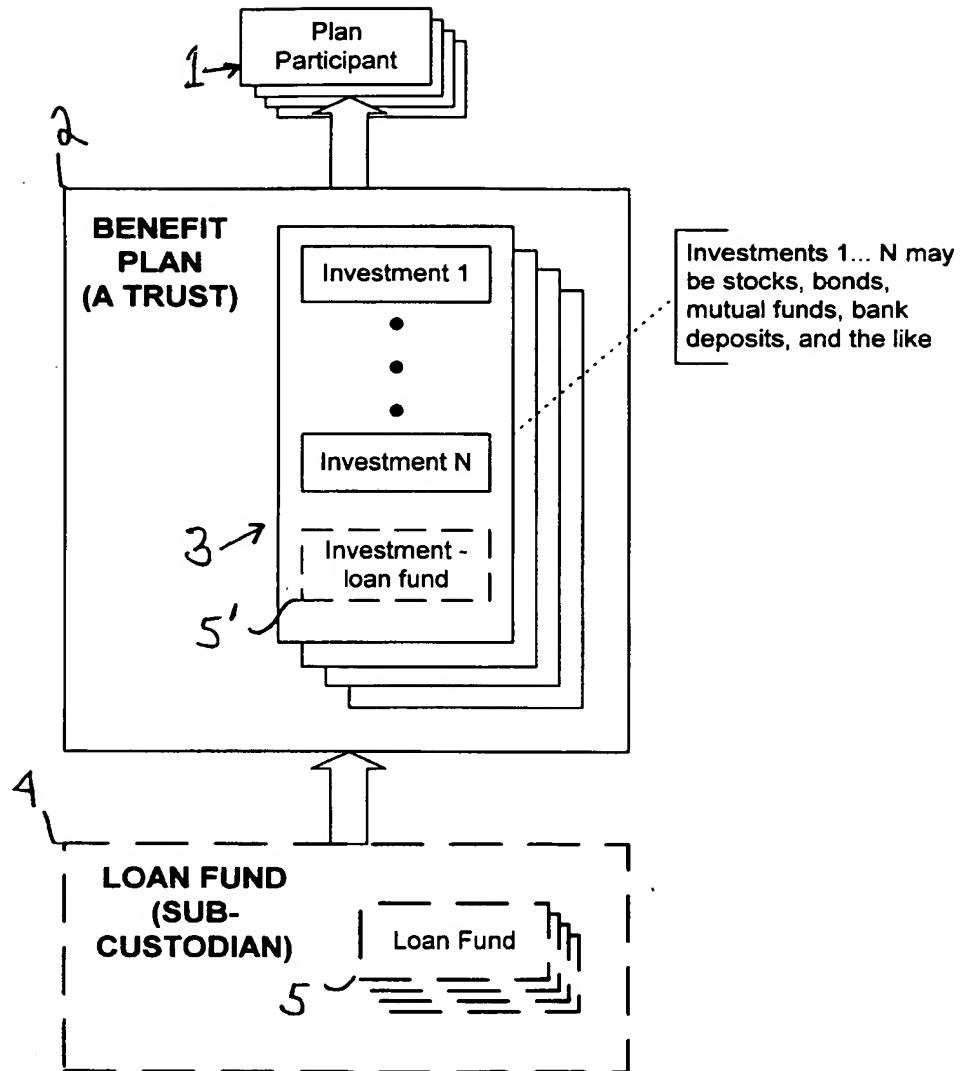 Plan
Participant
1
2
BENEFIT
PLAN
(A TRUST)
Investment 1
Investments 1... N may
be stocks, bonds,
mutual funds, bank
deposits, and the like
Investment N
3
Investment -
loan fund
5'
4
LOAN FUND
(SUB-
CUSTODIAN)
Loan Fund
5